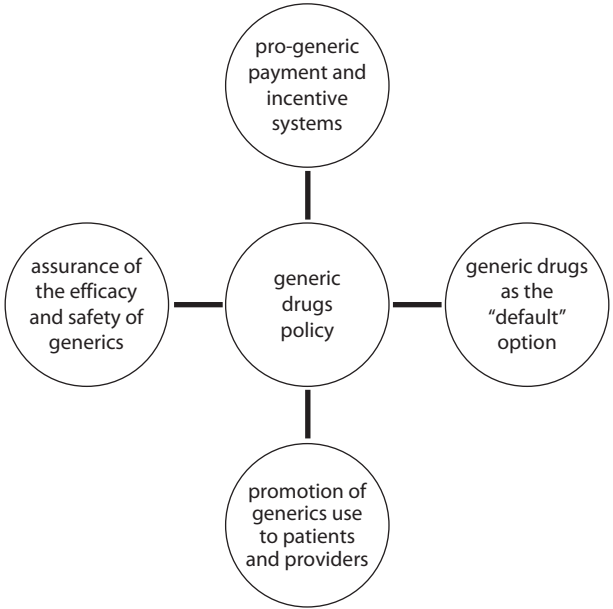 pro-generic
payment and
incentive
systems
assurance of
the efficacy
and safety of
generics
generic
drugs
policy
generic drugs
as the
“default”
option
promotion of
generics use
to patients
and providers